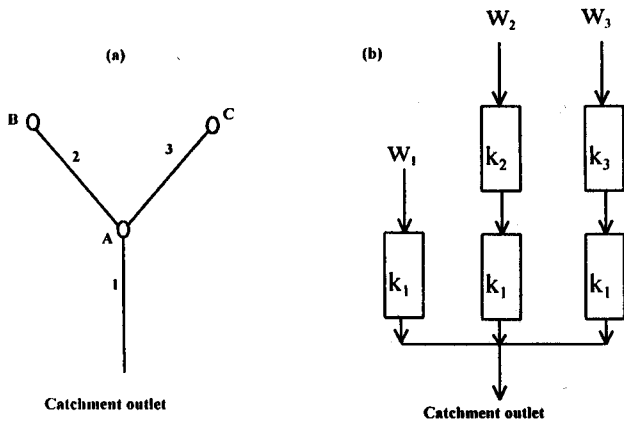 (a)
B
C
2
3
A
1
Catchment outlet
(b)
W₂
W₃
W₁
k₂
k₃
k₁
k₁
k₁
Catchment outlet